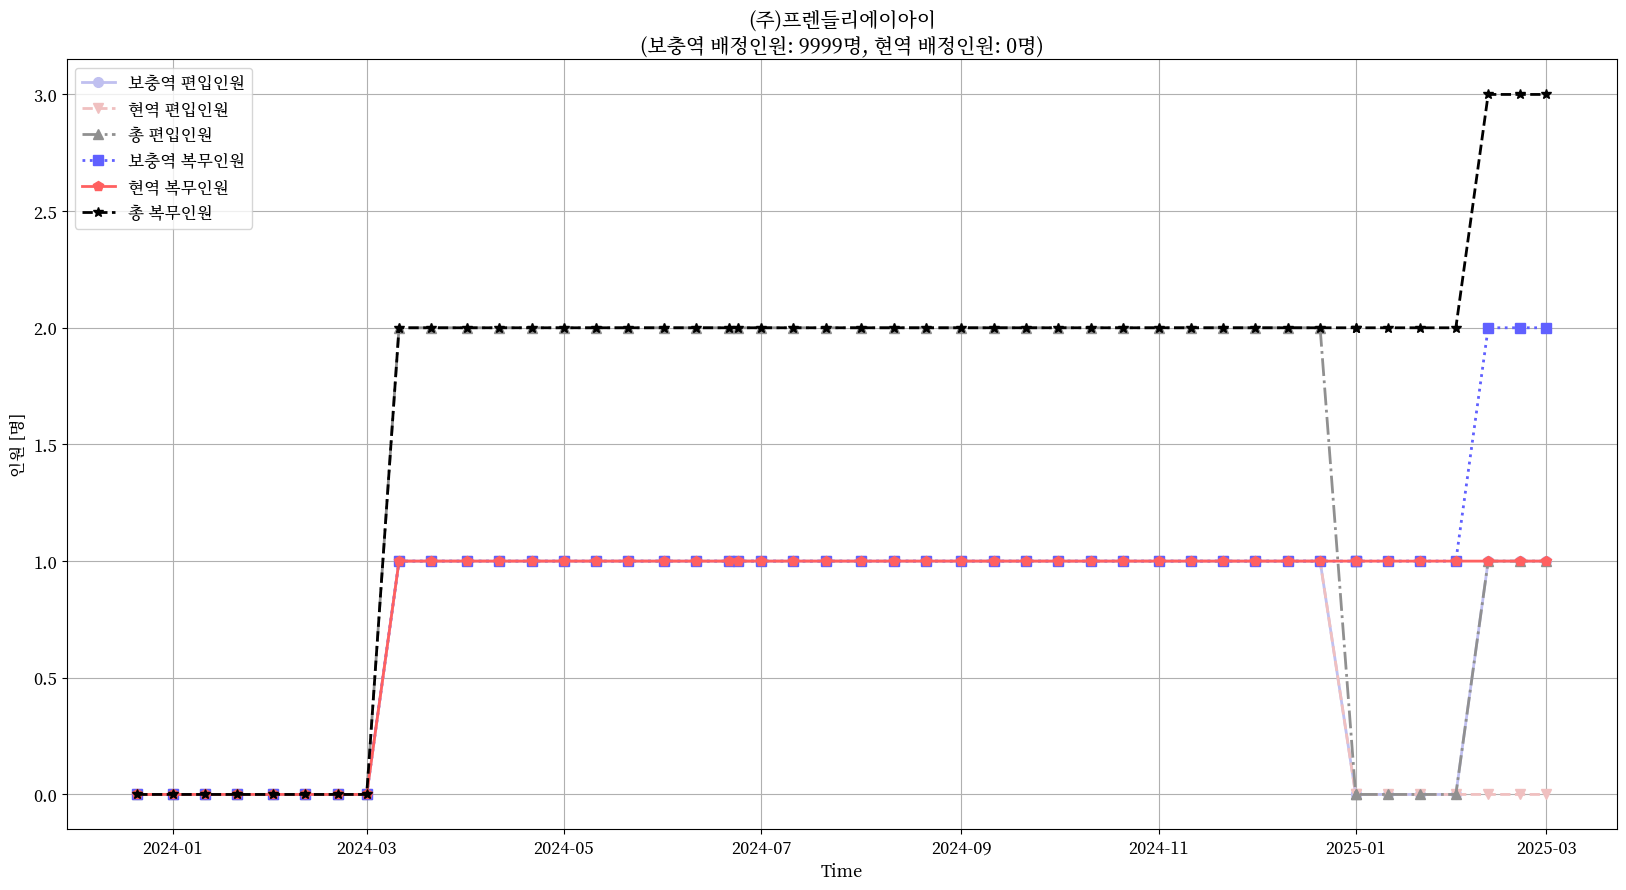 (주)프렌들리에이아이
(보충역 배정인원: 9999명, 현역 배정인원: 0명)
보충역 편입인원
현역 편입인원
총 편입인원
보충역 복무인원
현역 복무인원
총 복무인원
3.0
2.5
2.0
1.5
1.0
0.5
0.0
인원 [명]
2024-01
2024-03
2024-05
2024-07
2024-09
2024-11
2025-01
2025-03
Time